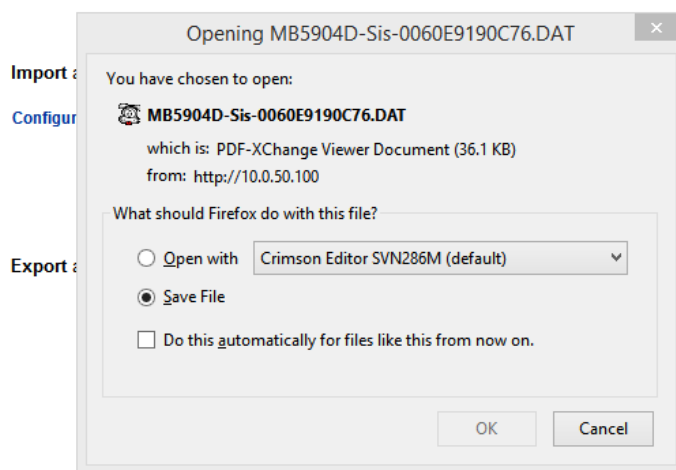 Opening MB5904D-Sis-0060E9190C76.DAT
Import a
You have chosen to open:
Configur
MB5904D-Sis-0060E9190C76.DAT
which is: PDF-XChange Viewer Document (36.1 KB)
from: http://10.0.50.100
What should Firefox do with this file?
Open with Crimson Editor SVN286M (default)
Export a
Save File
Do this automatically for files like this from now on.
OK Cancel